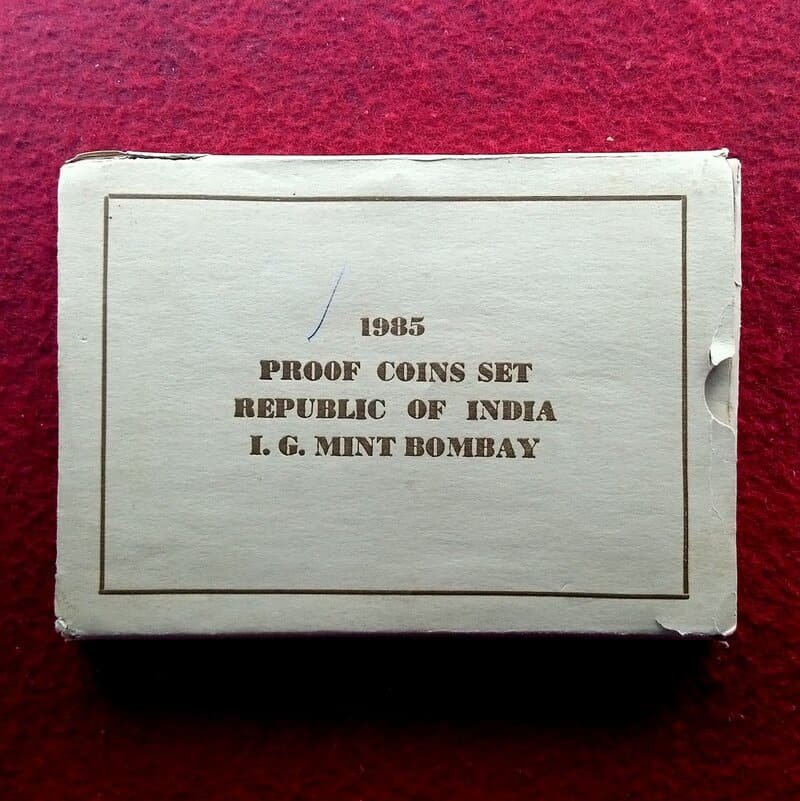 1985
PROOF COINS SET
REPUBLIC OF INDIA
I. G. MINT BOMBAY